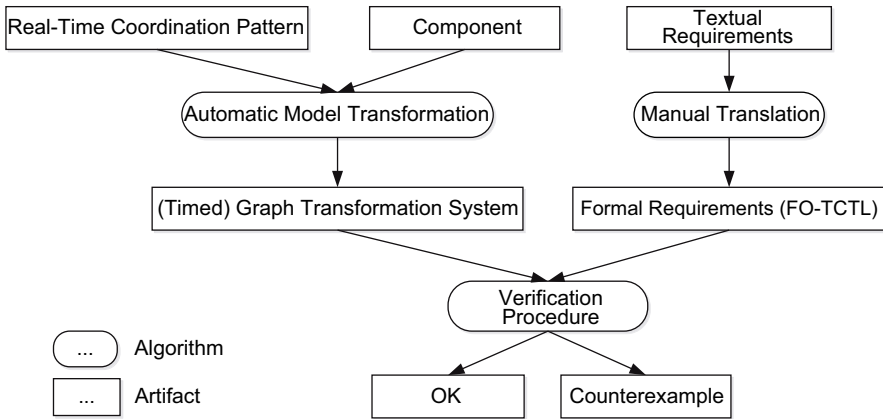 Real-Time Coordination Pattern
Component
Textual
Requirements
Automatic Model Transformation
Manual Translation
(Timed) Graph Transformation System
Formal Requirements (FO-TCTL)
Verification
Procedure
... Algorithm
... Artifact
OK
Counterexample